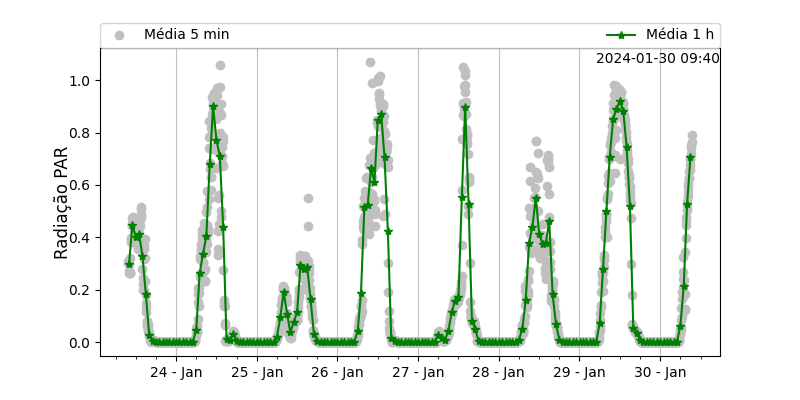 Média 5 min
Média 1 h
2024-01-30 09:40
Radiação PAR
1.0
0.8
0.6
0.4
0.2
0.0
24 - Jan
25 - Jan
26 - Jan
27 - Jan
28 - Jan
29 - Jan
30 - Jan